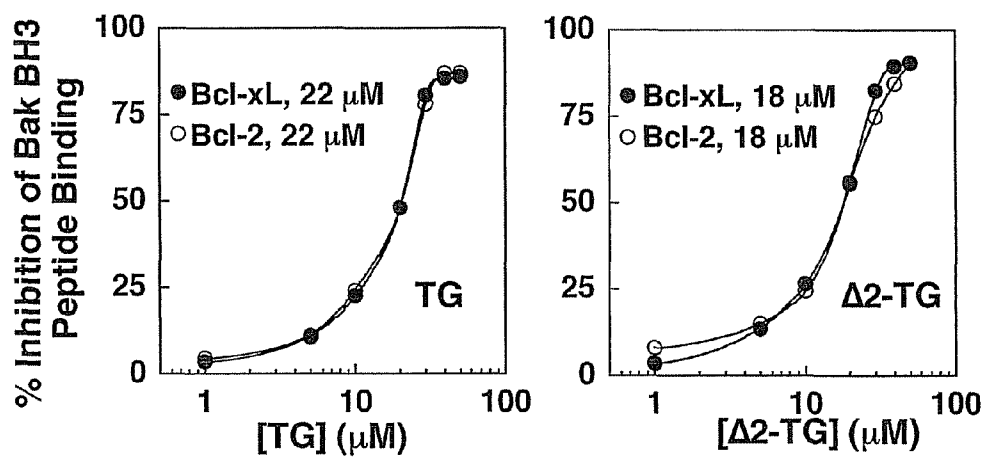 % Inhibition of Bak BH3
Peptide Binding
100
75
50
25
0
● Bcl-xL, 22 μM
○ Bcl-2, 22 μM
TG
1 10 100
[TG] (μM)
100
75
50
25
0
● Bcl-xL, 18 μM
○ Bcl-2, 18 μM
Δ2-TG
1 10 100
[Δ2-TG] (μM)